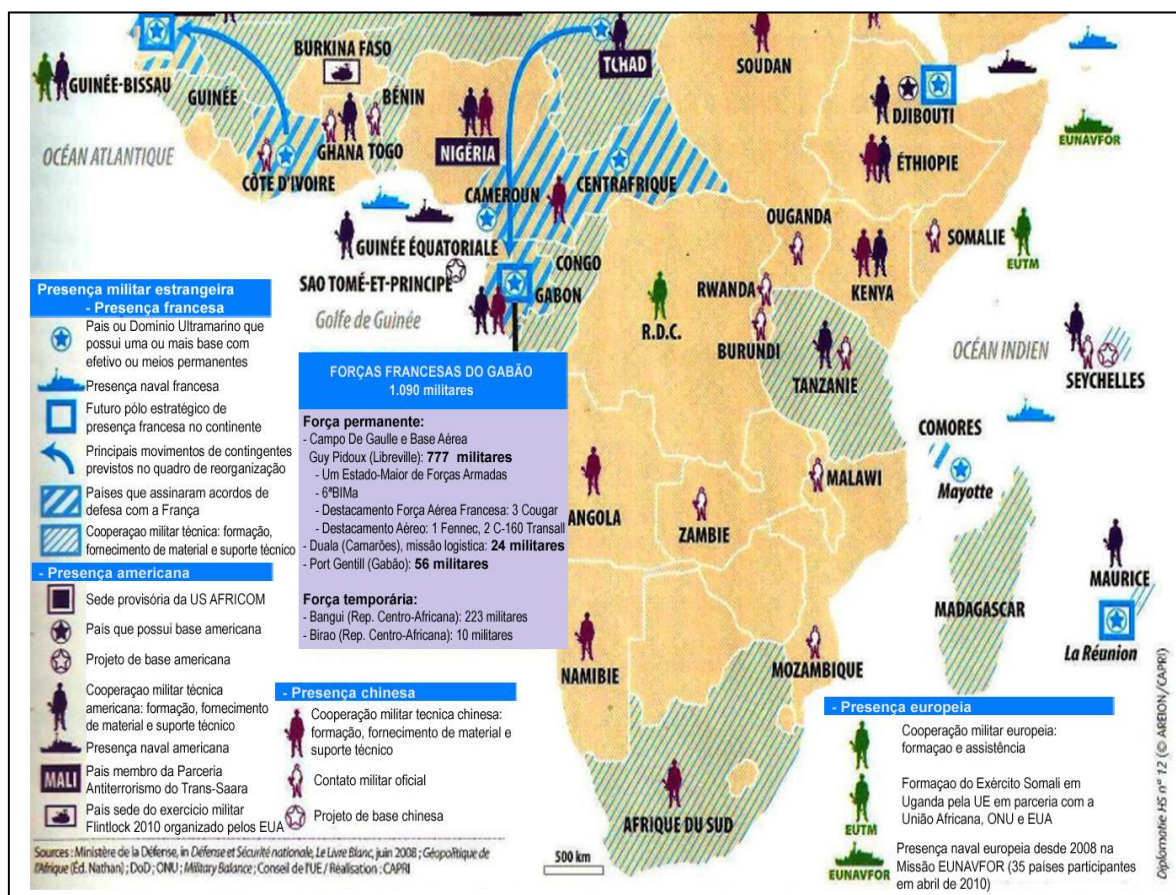 BURKINA FASO
TCHAD
SOUDAN
GUINÉE-BISSAU
GUINÉE
BÉNIN
DJIBOUTI
EUNAVFOR
OCÉAN ATLANTIQUE
GHANA TOGO
NIGÉRIA
ÉTHIOPIE
CÔTE D'IVOIRE
CENTRAFRIQUE
CAMEROUN
OUGANDA
SOMALIE
GUINÉE ÉQUATORIALE
EUTM
CONGO
SAO TOMÉ-ET-PRINCIPE
GABON
RWANDA
KENYA
Golfe de Guinée
R.D.C.
BURUNDI
OCÉAN INDIEN
TANZANIE
SEYCHELLES
COMORES
Mayotte
MALAWI
ANGOLA
ZAMBIE
MAURICE
MADAGASCAR
La Réunion
NAMIBIE
MOZAMBIQUE
AFRIQUE DU SUD
Presença militar estrangeira
- Presença francesa
País ou Domínio Ultramarino que
possui uma ou mais base com
efetivo ou meios permanentes
Presença naval francesa
Futuro pólo estratégico de
presença francesa no continente
Principais movimentos de contingentes
previstos no quadro de reorganização
Países que assinaram acordos de
defesa com a França
Cooperaçao militar técnica: formação,
fornecimento de material e suporte técnico
FORÇAS FRANCESAS DO GABÃO
1.090 militares
Força permanente:
- Campo De Gaulle e Base Aérea
Guy Pidoux (Libreville): 777 militares
- Um Estado-Maior de Forças Armadas
- 6ªBIMa
- Destacamento Força Aérea Francesa: 3 Cougar
- Destacamento Aéreo: 1 Fennec, 2 C-160 Transall
- Duala (Camarões), missão logistica: 24 militares
- Port Gentill (Gabão): 56 militares
Força temporária:
- Bangui (Rep. Centro-Africana): 223 militares
- Birao (Rep. Centro-Africana): 10 militares
- Presença americana
Sede provisória da US AFRICOM
País que possui base americana
Projeto de base americana
Cooperaçao militar técnica
americana: formação, fornecimento
de material e suporte técnico
Presença naval americana
MALI
Pais membro da Parceria
Antiterrorismo do Trans-Saara
País sede do exercício militar
Flintlock 2010 organizado pelos EUA
- Presença chinesa
Cooperação militar tecnica chinesa:
formação, fornecimento de material e
suporte técnico
Contato militar oficial
Projeto de base chinesa
- Presença europeia
Cooperação militar europeia:
formaçao e assistência
EUTM
Formaçao do Exército Somali em
Uganda pela UE em parceria com a
União Africana, ONU e EUA
EUNAVFOR
Presença naval europeia desde 2008 na
Missão EUNAVFOR (35 países participantes
em abril de 2010)
Sources : Ministère de la Défense, in Défense et Sécurité nationale, Le Livre Blanc, juin 2008 ; Géopolitique de
l'Afrique (Éd. Nathan) ; DoD ; ONU ; Military Balance ; Conseil de l'UE / Réalisation : CAPRI
500 km
Diplomatie HS n° 12 (© AREION/CAPRI)